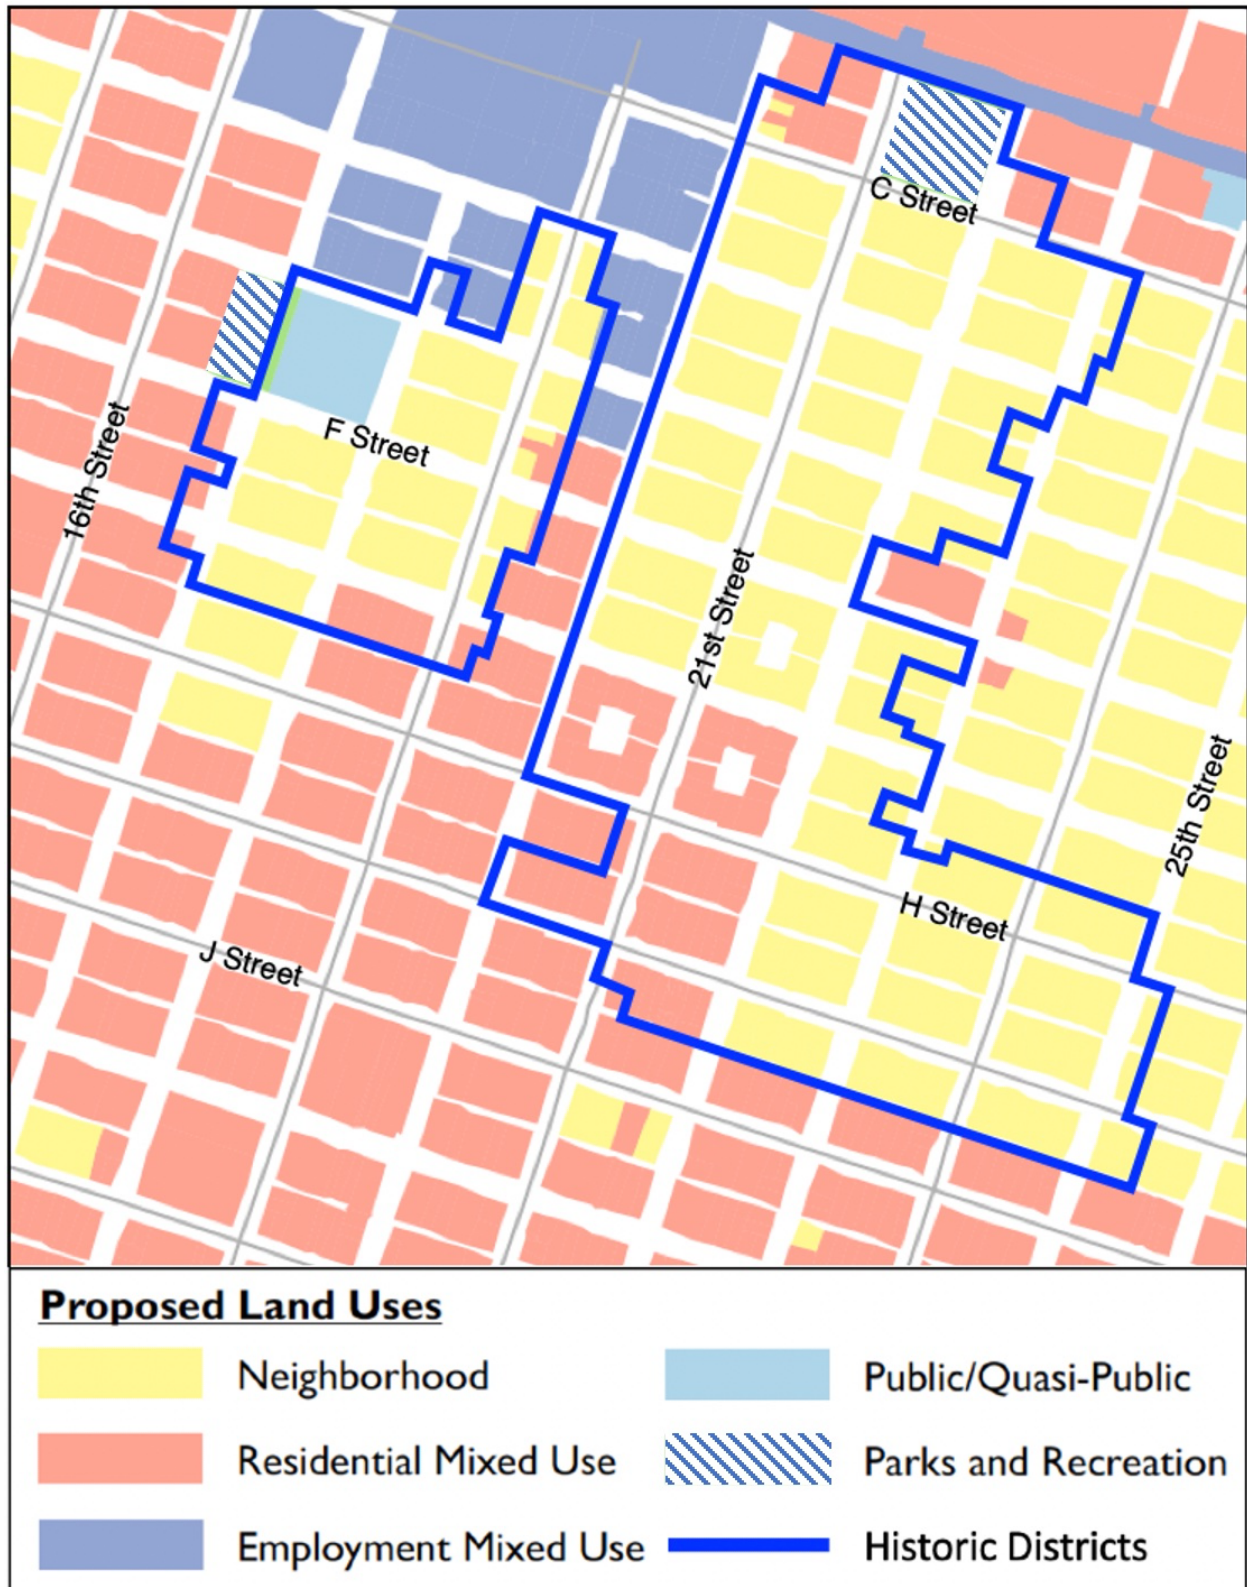 C Street
F Street
16th Street
21st Street
25th Street
H Street
J Street
Proposed Land Uses
Neighborhood
Public/Quasi-Public
Residential Mixed Use
Parks and Recreation
Employment Mixed Use
Historic Districts